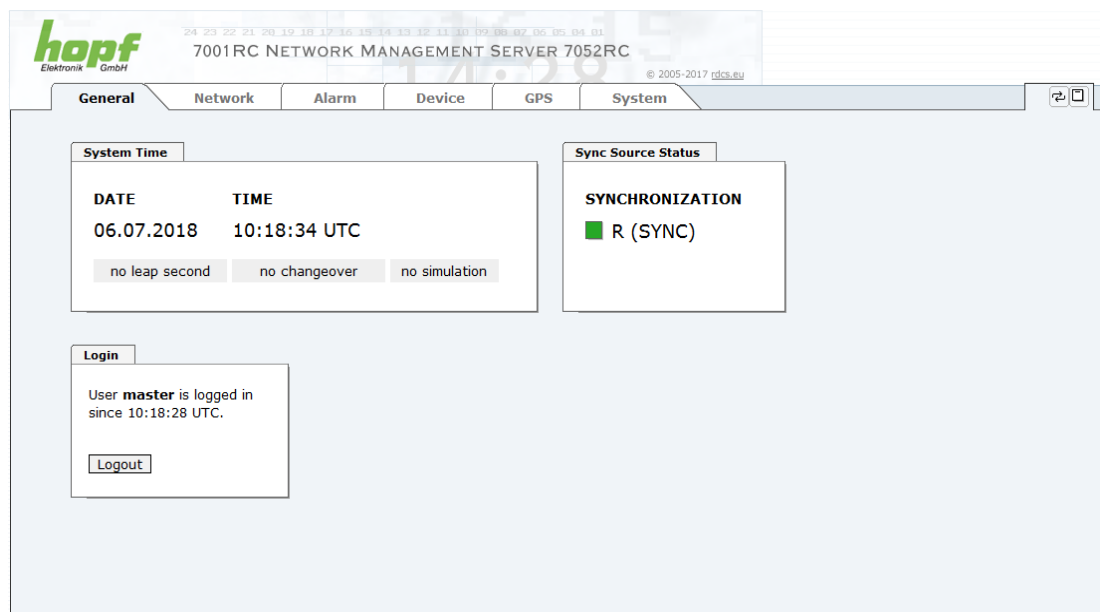 hopf
Elektronik GmbH
24 23 22 21 20 19 18 17 16 15 14 13 12 11 10 09 08 07 06 05 04 01
7001RC NETWORK MANAGEMENT SERVER 7052RC
14:28
© 2005-2017 rdcs.eu
General Network Alarm Device GPS System
System Time
DATE TIME
06.07.2018 10:18:34 UTC
no leap second no changeover no simulation
Sync Source Status
SYNCHRONIZATION
R (SYNC)
Login
User master is logged in
since 10:18:28 UTC.
Logout